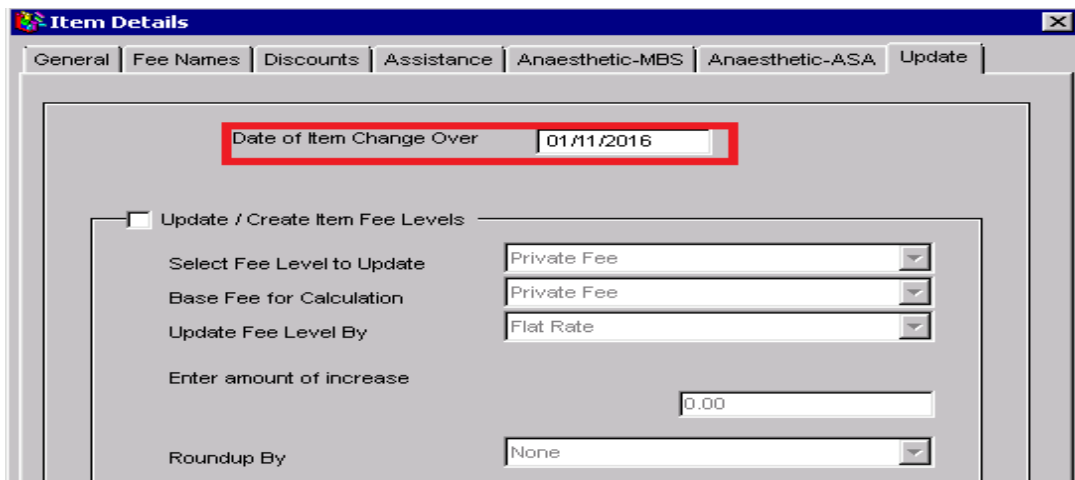 Item Details
General Fee Names Discounts Assistance Anaesthetic-MBS Anaesthetic-ASA Update
Date of Item Change Over 01/11/2016
Update / Create Item Fee Levels
Select Fee Level to Update Private Fee
Base Fee for Calculation Private Fee
Update Fee Level By Flat Rate
Enter amount of increase
0.00
Roundup By None